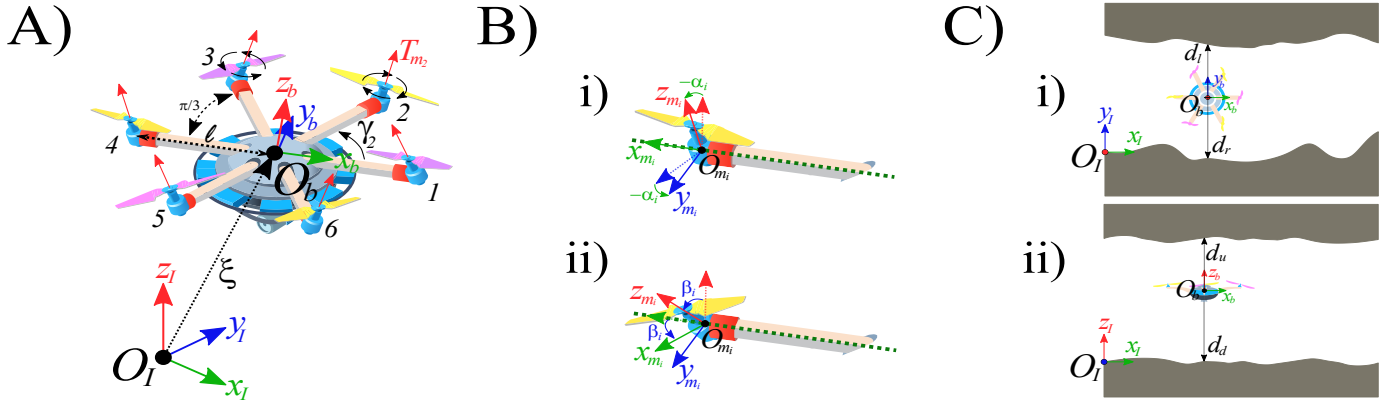 A)
3
T_{m_2}
2
z_b
y_b
π/3
γ_2
4
ℓ
x_b
O_b
1
5
6
ξ
z_I
y_I
O_I
x_I
B)
i)
z_{m_i}
-α_i
x_{m_i}
O_{m_i}
-α_i
y_{m_i}
ii)
z_{m_i}
β_i
β_i
O_{m_i}
x_{m_i}
y_{m_i}
C)
i)
d_l
y_b
O_b
x_b
y_I
d_r
O_I
x_I
ii)
d_u
z_b
O_b
x_b
z_I
d_d
O_I
x_I